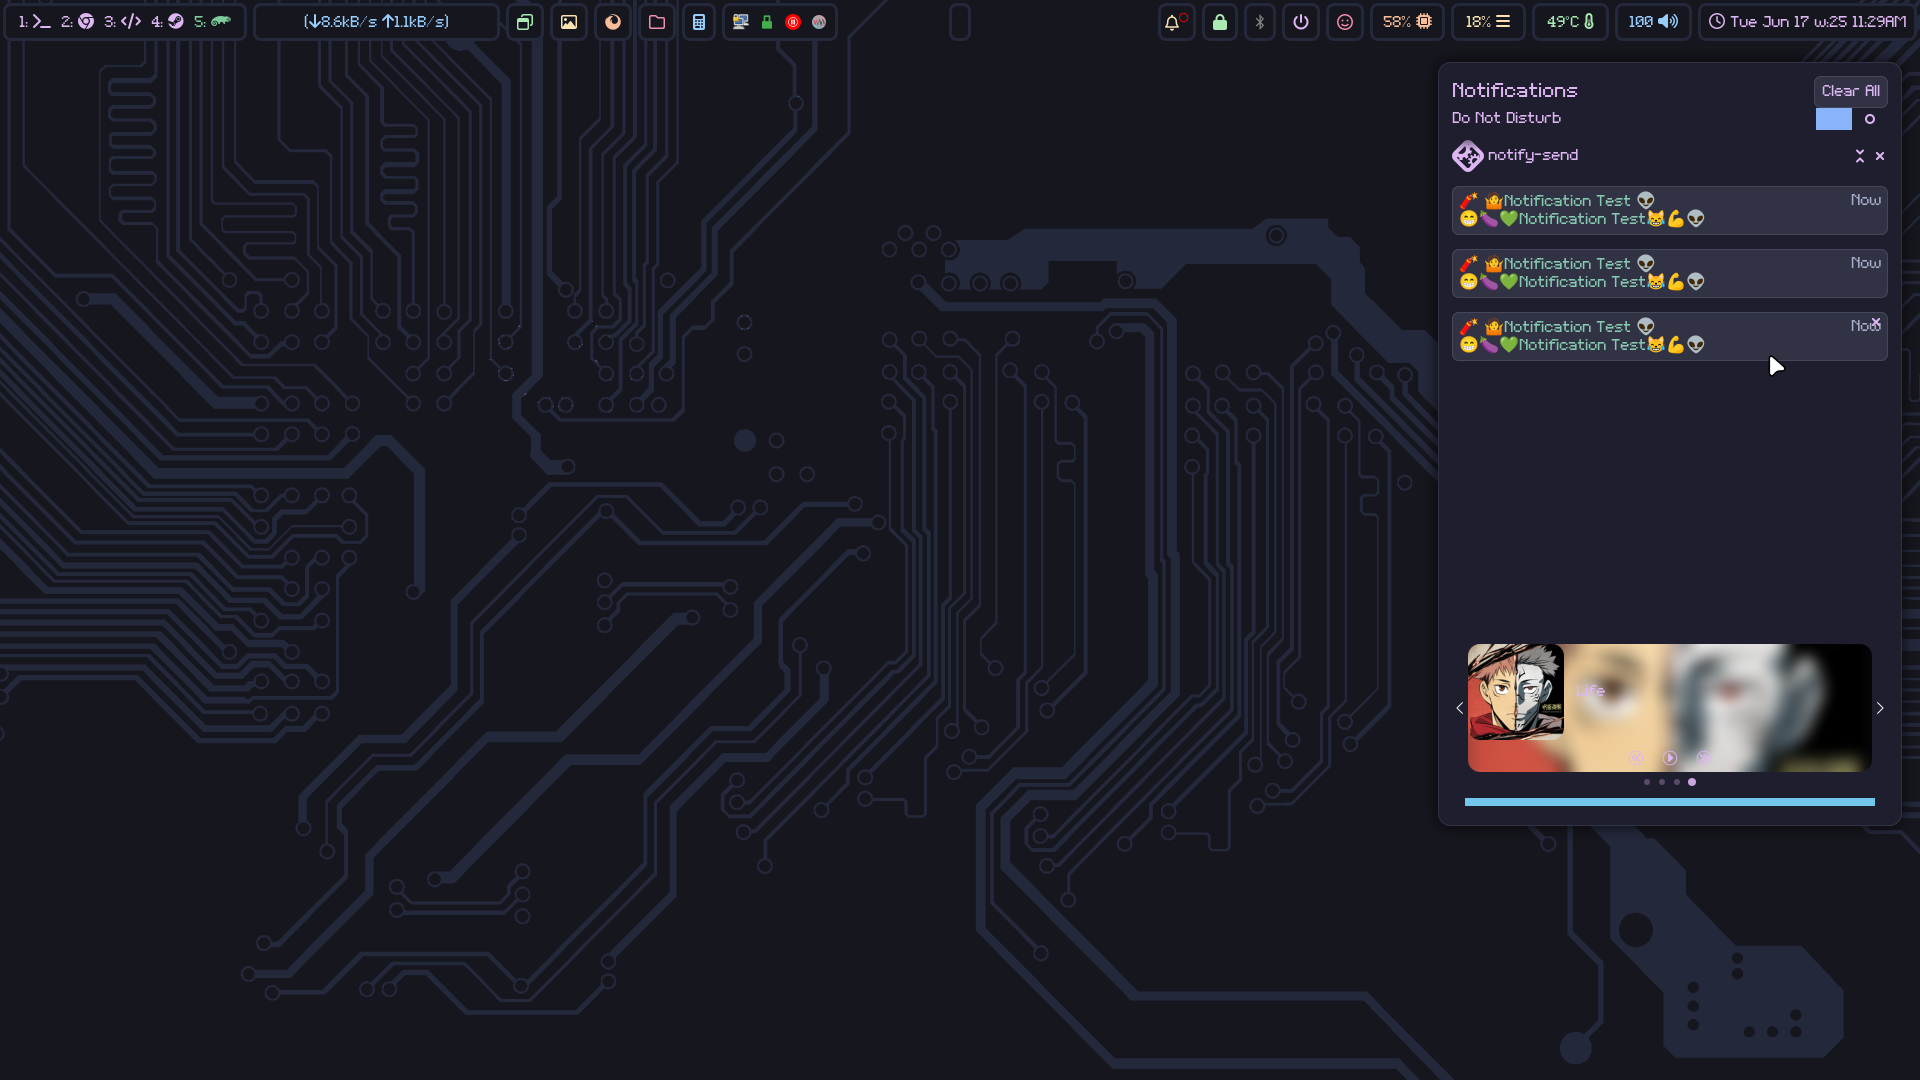 1: 2: 3: </> 4: 5:
(↓8.6kB/s ↑1.1kB/s)
58%
18%
49°C
100
Tue Jun 17 w:25 11:29AM
Notifications
Clear All
Do Not Disturb
notify-send
🧨 🤷Notification Test 👽
Now
😁🍆💚Notification Test😹💪👽
🧨 🤷Notification Test 👽
Now
😁🍆💚Notification Test😹💪👽
🧨 🤷Notification Test 👽
Now
😁🍆💚Notification Test😹💪👽
Life